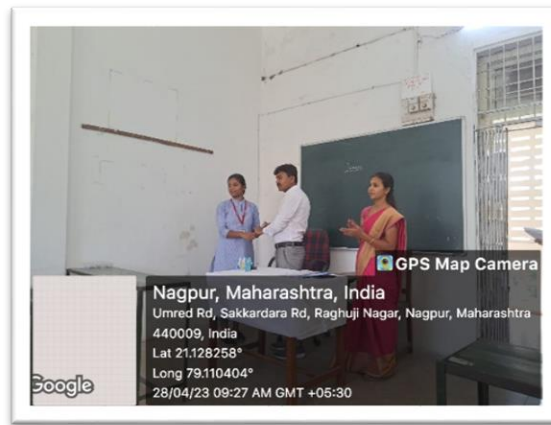 GPS Map Camera
Nagpur, Maharashtra, India
Umred Rd, Sakkardara Rd, Raghuji Nagar, Nagpur, Maharashtra
440009, India
Lat 21.128258°
Long 79.110404°
28/04/23 09:27 AM GMT +05:30
Google